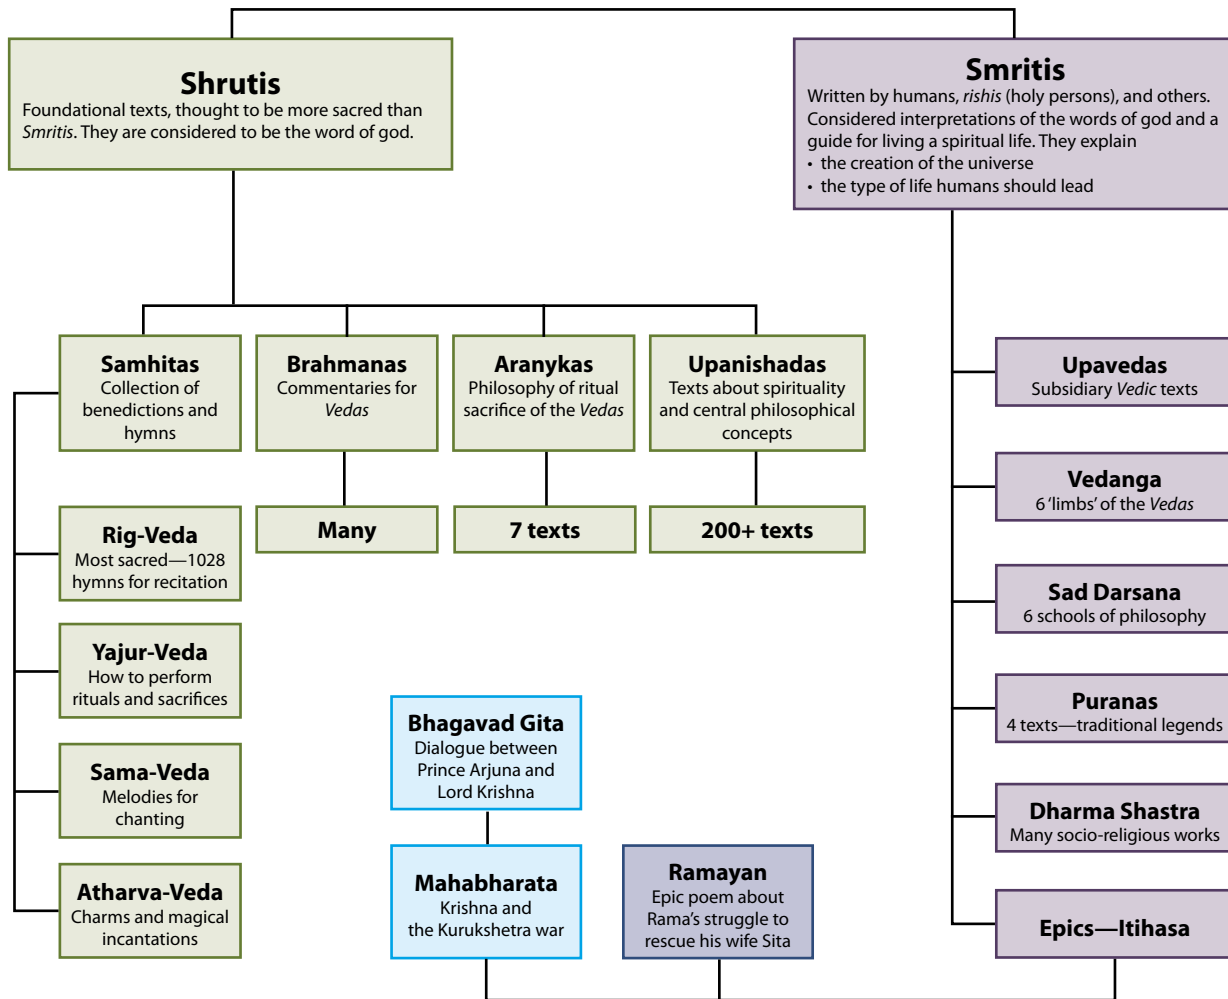 Shrutis
Foundational texts, thought to be more sacred than
Smritis. They are considered to be the word of god.
Smritis
Written by humans, rishis (holy persons), and others.
Considered interpretations of the words of god and a
guide for living a spiritual life. They explain
• the creation of the universe
• the type of life humans should lead
Samhitas
Collection of
benedictions and
hymns
Brahmanas
Commentaries for
Vedas
Aranykas
Philosophy of ritual
sacrifice of the Vedas
Upanishadas
Texts about spirituality
and central philosophical
concepts
Many
7 texts
200+ texts
Rig-Veda
Most sacred—1028
hymns for recitation
Yajur-Veda
How to perform
rituals and sacrifices
Sama-Veda
Melodies for
chanting
Atharva-Veda
Charms and magical
incantations
Bhagavad Gita
Dialogue between
Prince Arjuna and
Lord Krishna
Mahabharata
Krishna and
the Kurukshetra war
Ramayan
Epic poem about
Rama's struggle to
rescue his wife Sita
Upavedas
Subsidiary Vedic texts
Vedanga
6 'limbs' of the Vedas
Sad Darsana
6 schools of philosophy
Puranas
4 texts—traditional legends
Dharma Shastra
Many socio-religious works
Epics—Itihasa